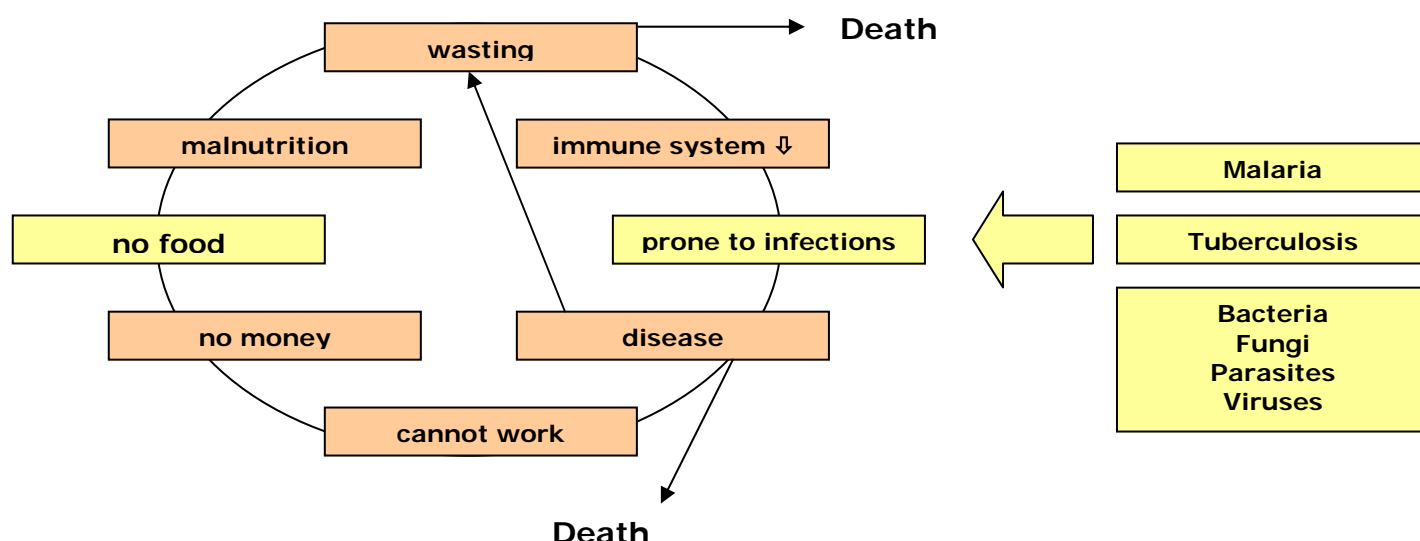 wasting
Death
malnutrition
immune system ⇩
Malaria
no food
prone to infections
Tuberculosis
no money
disease
Bacteria
Fungi
Parasites
Viruses
cannot work
Death